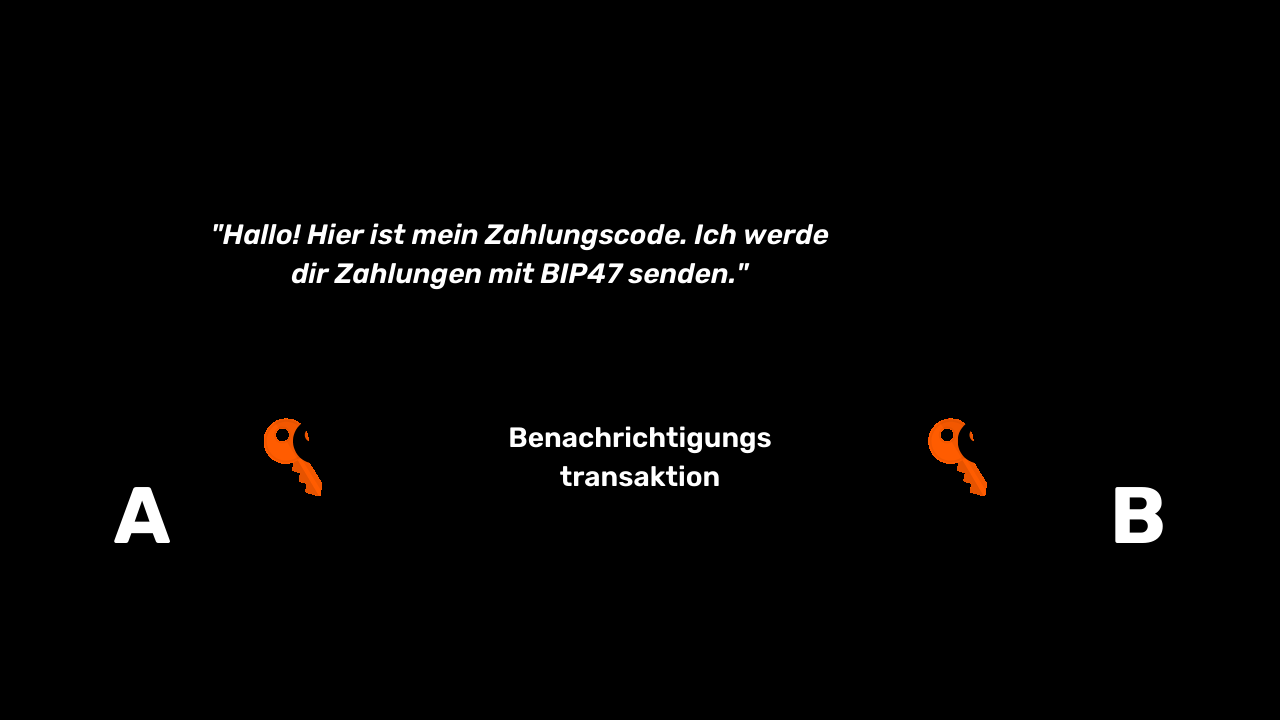 "Hallo! Hier ist mein Zahlungscode. Ich werde
dir Zahlungen mit BIP47 senden."
Benachrichtigungs
transaktion
A
B